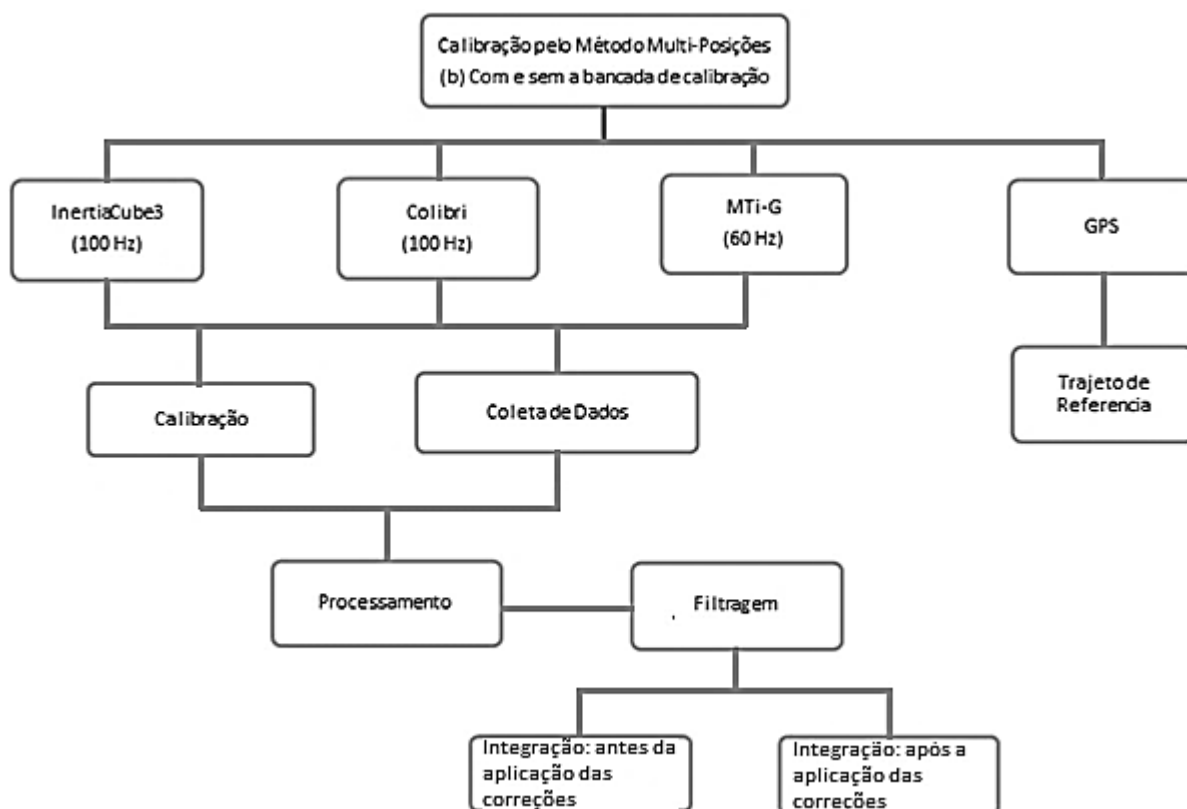 Calibração pelo Método Multi-Posições
(b) Com e sem a bancada de calibração
InertiaCube3
(100 Hz)
Colibri
(100 Hz)
MTi-G
(60 Hz)
GPS
Calibração
Coleta de Dados
Trajeto de
Referencia
Processamento
Filtragem
Integração: antes da
aplicação das
correções
Integração: após a
aplicação das
correções